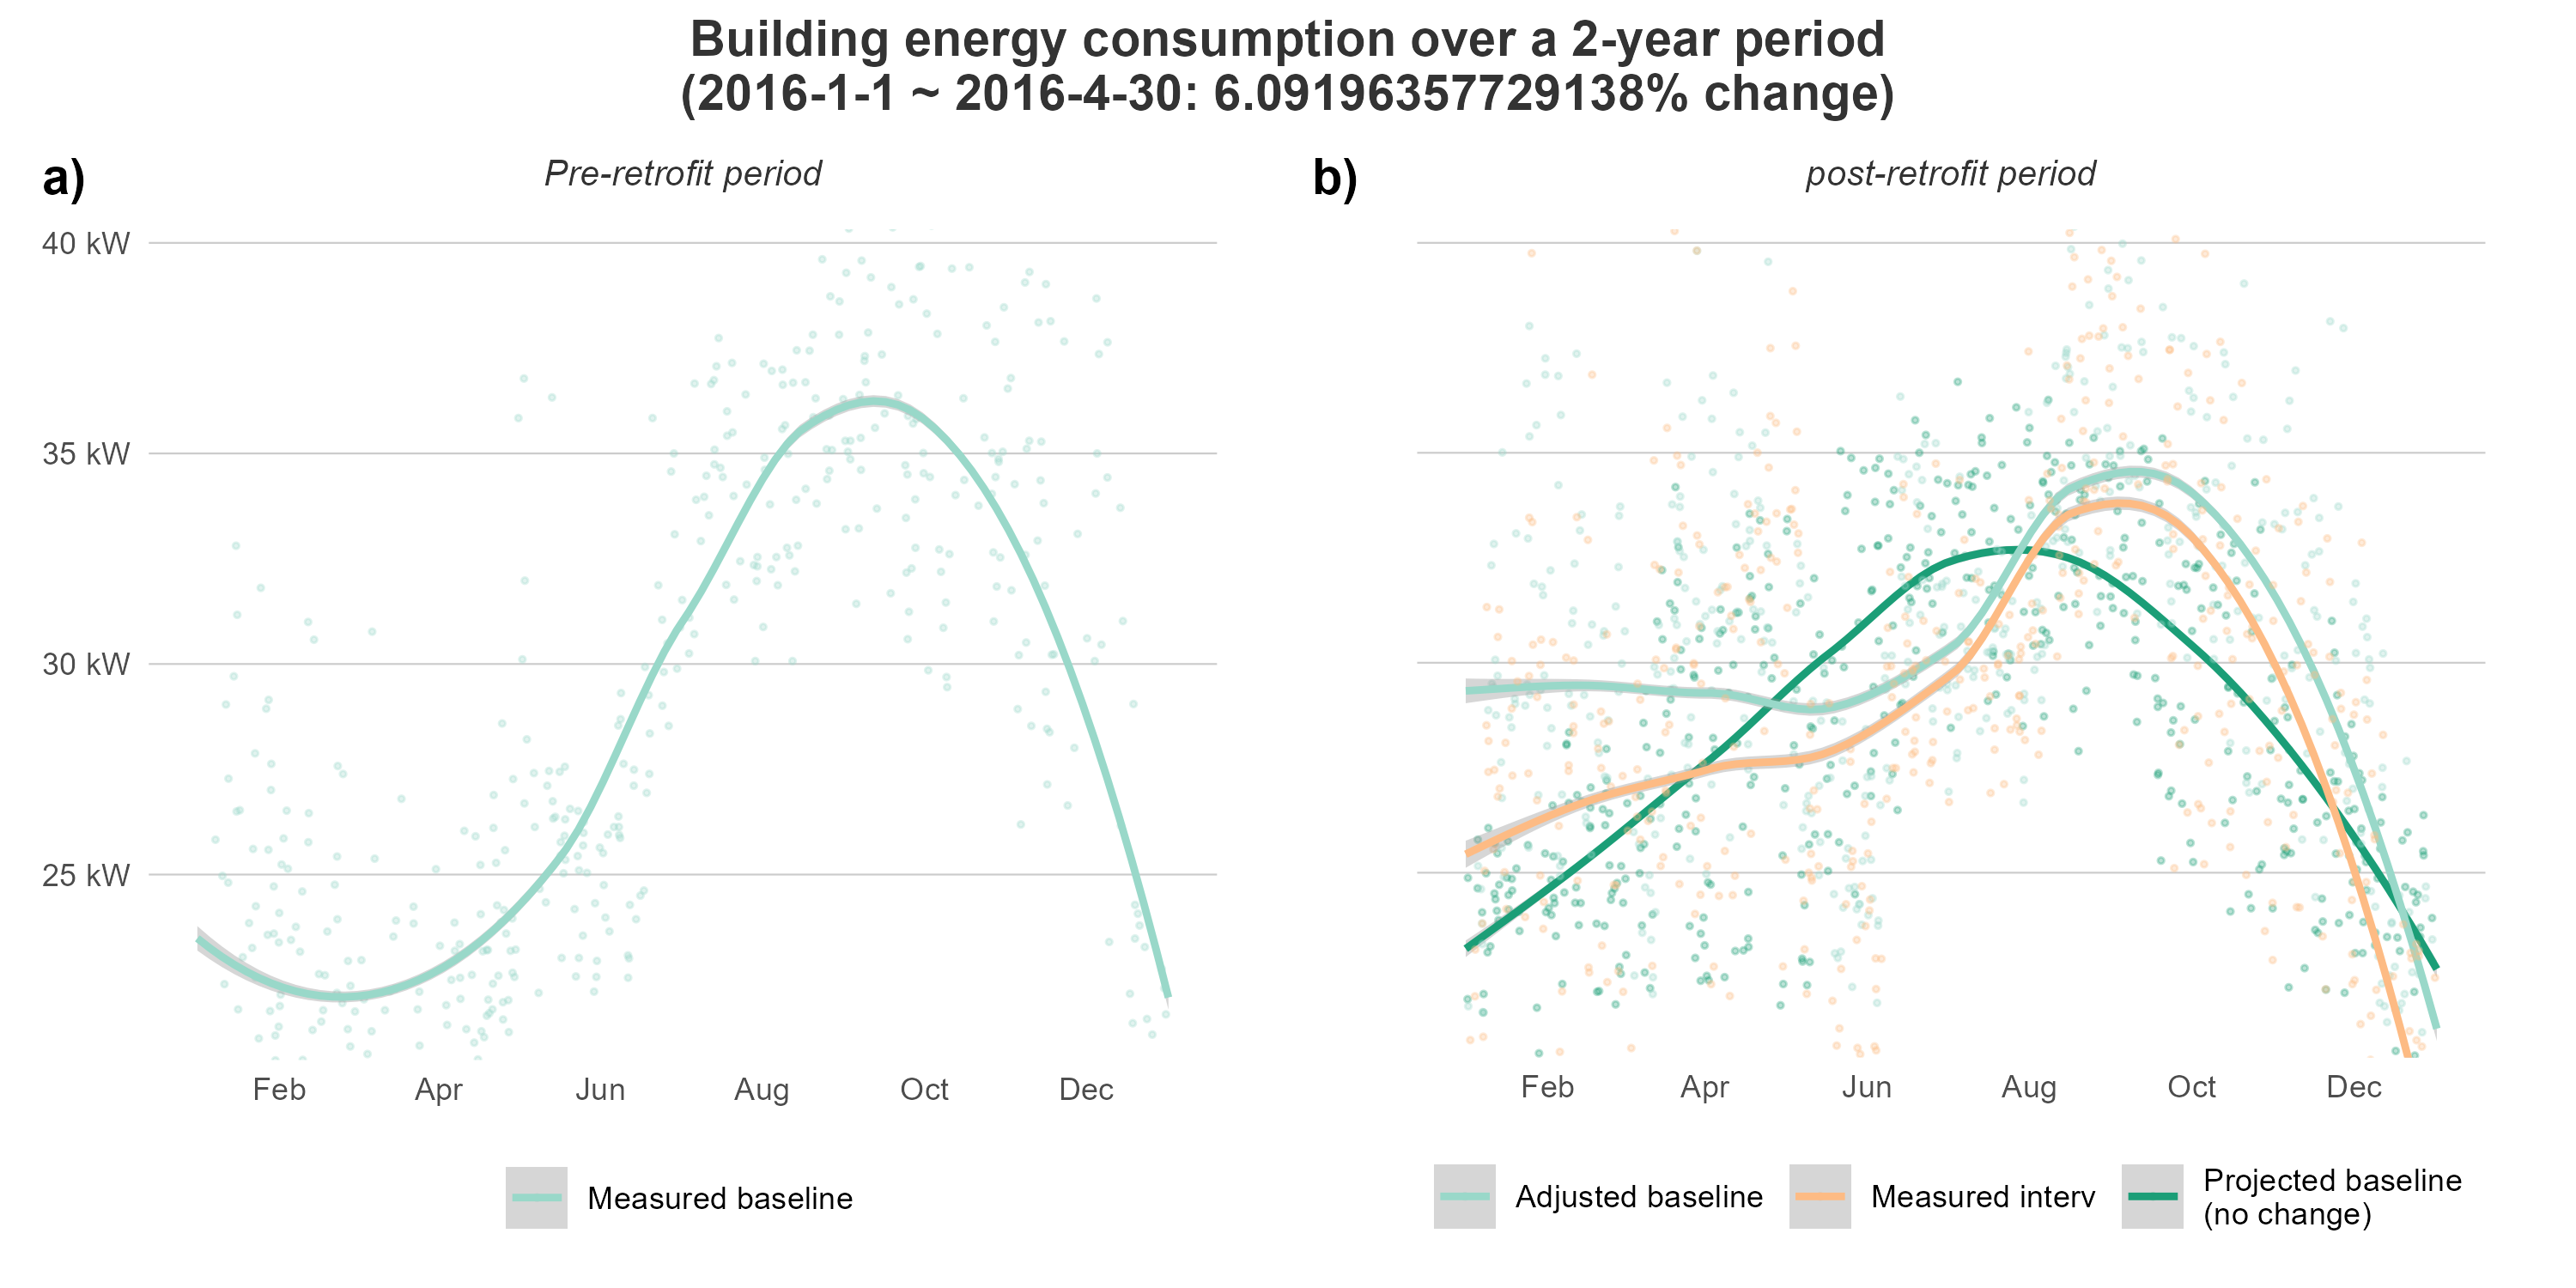 Building energy consumption over a 2-year period
(2016-1-1 ~ 2016-4-30: 6.09196357729138% change)
a)
Pre-retrofit period
40 kW
35 kW
30 kW
25 kW
Feb Apr Jun Aug Oct Dec
Measured baseline
b)
post-retrofit period
Feb Apr Jun Aug Oct Dec
Adjusted baseline
Measured interv
Projected baseline
(no change)